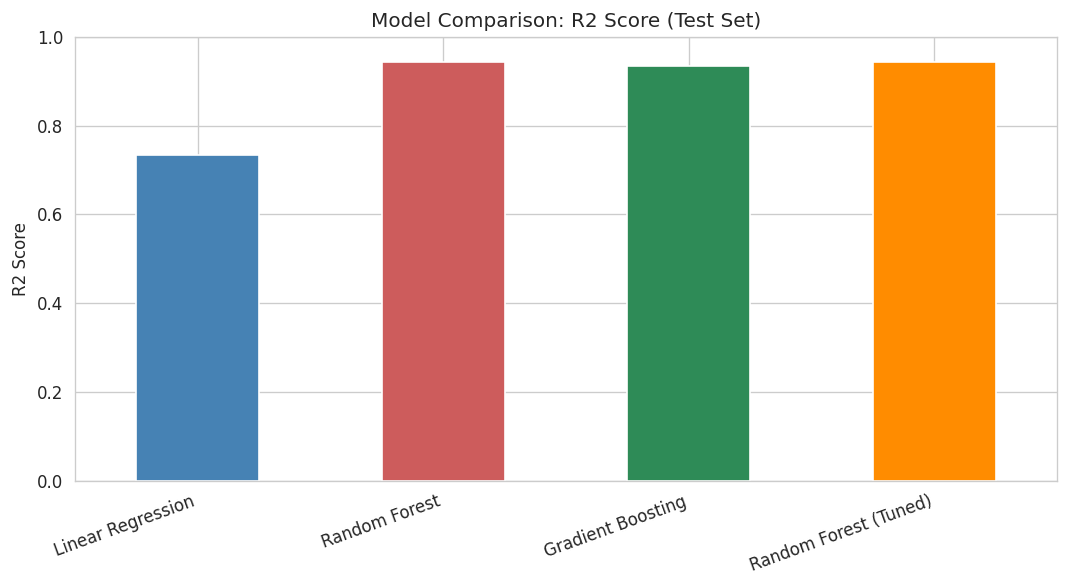 Model Comparison: R2 Score (Test Set)
R2 Score
1.0
0.8
0.6
0.4
0.2
0.0
Linear Regression
Random Forest
Gradient Boosting
Random Forest (Tuned)